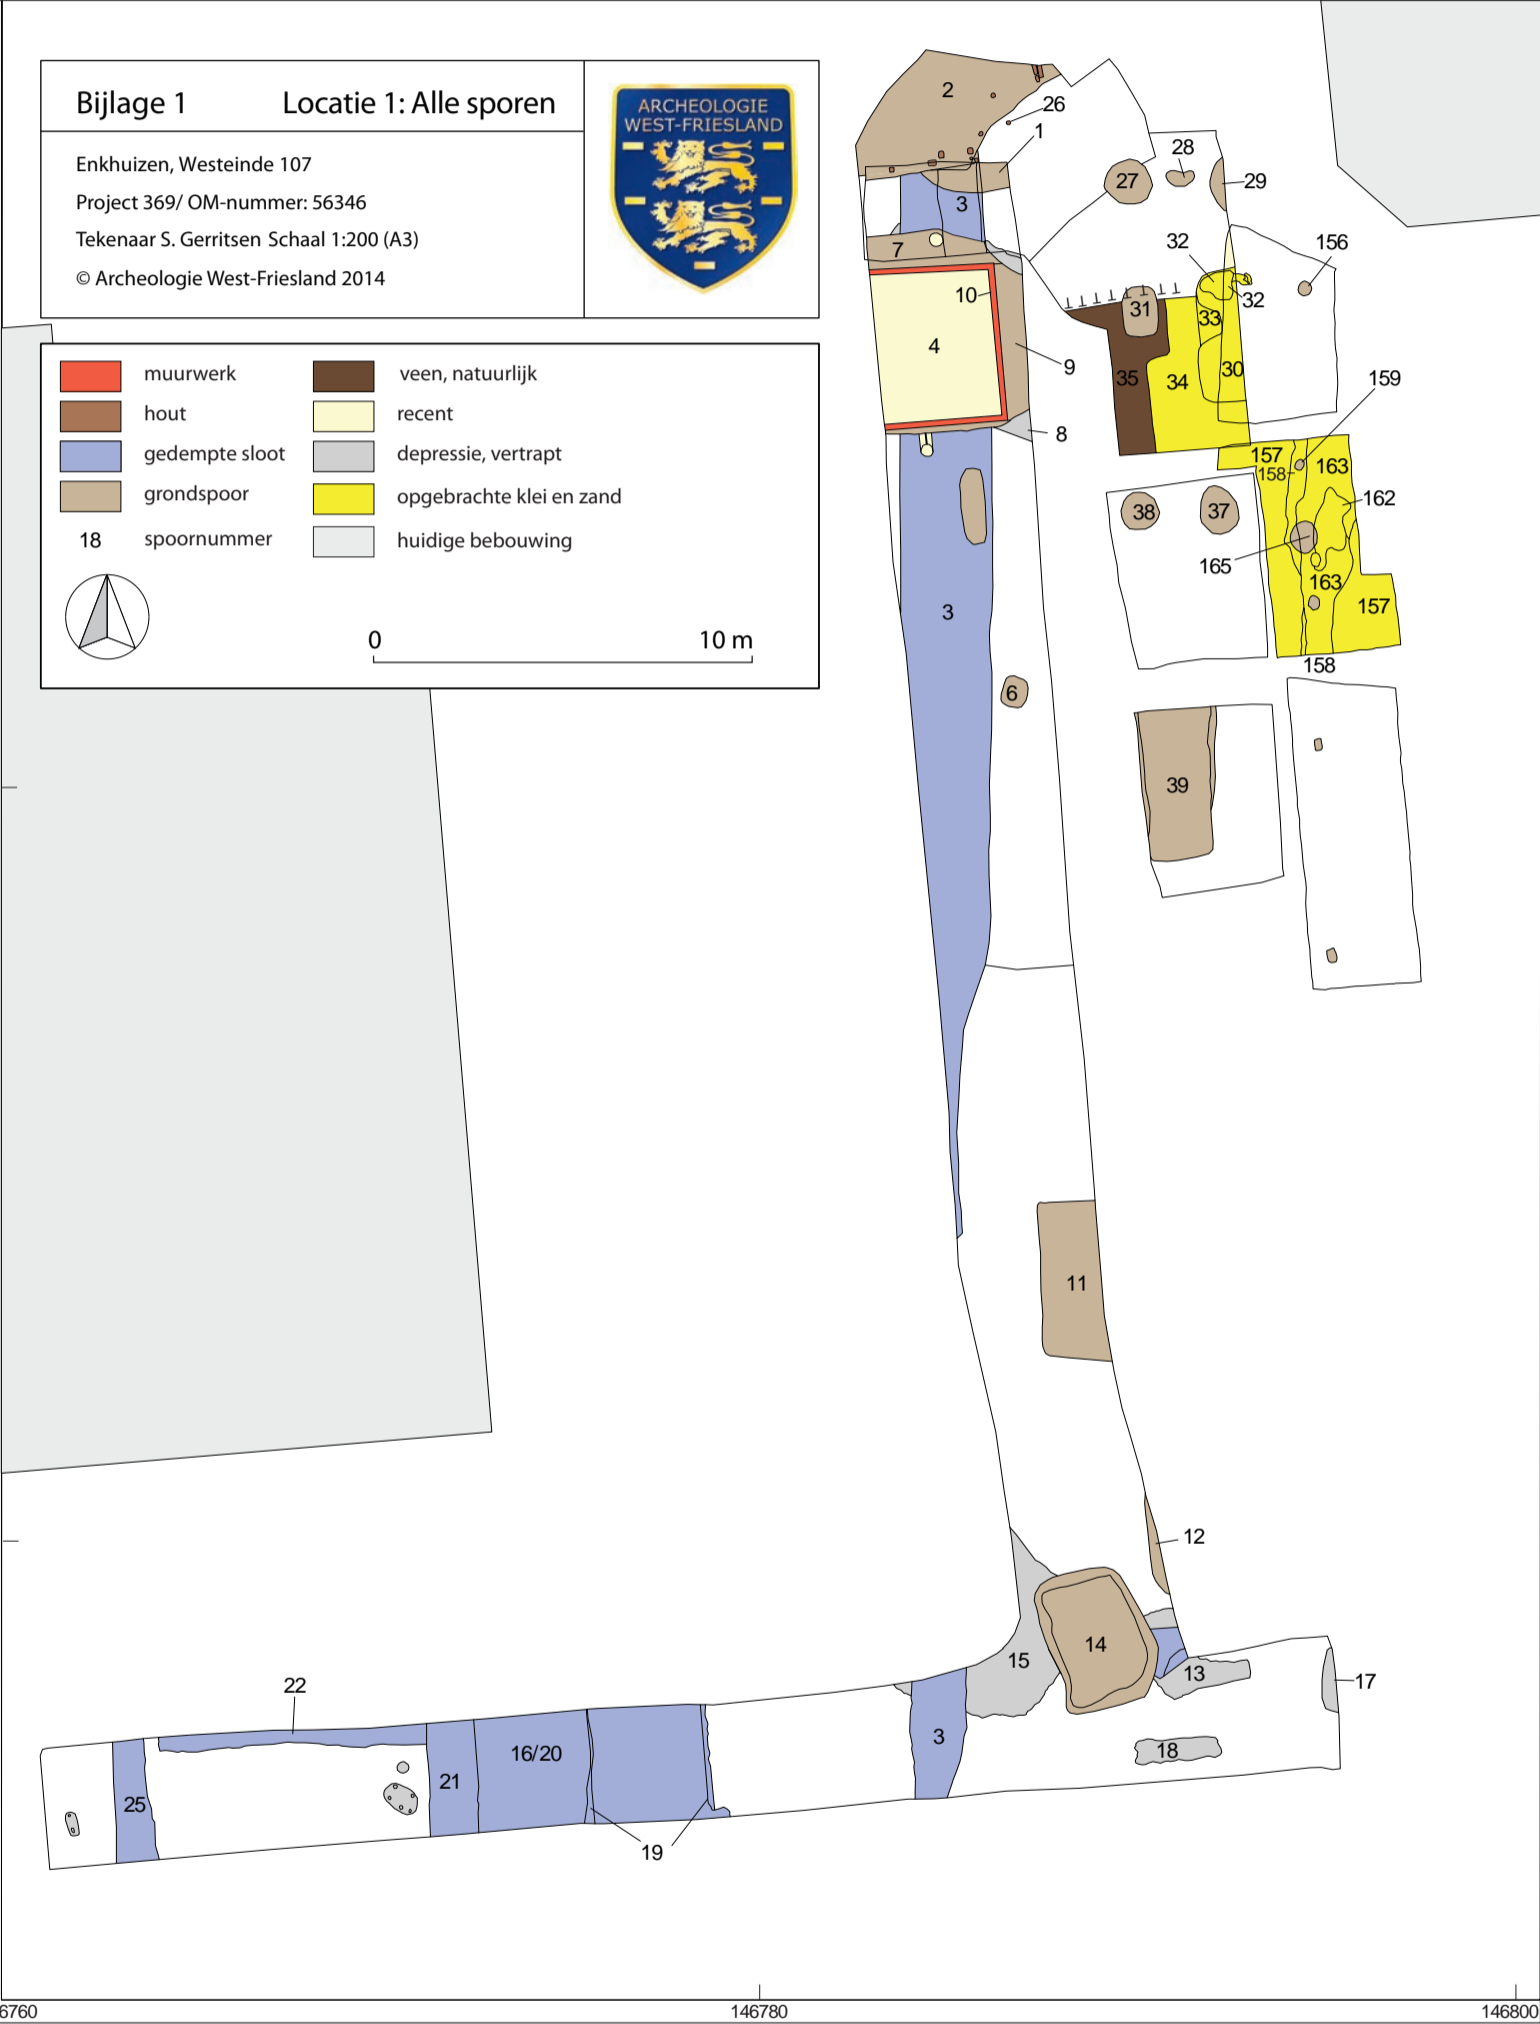 Bijlage 1 Locatie 1: Alle sporen
Enkhuizen, Westeinde 107
Project 369/ OM-nummer: 56346
Tekenaar S. Gerritsen Schaal 1:200 (A3)
© Archeologie West-Friesland 2014
ARCHEOLOGIE
WEST-FRIESLAND
muurwerk
hout
gedempte sloot
grondspoor
18 spoornummer
veen, natuurlijk
recent
depressie, vertrapt
opgebrachte klei en zand
huidige bebouwing
0 10 m
2
26
1
3
7
10
4
9
8
3
6
27
28
29
32
156
32
31
33
30
35
34
159
157
158
163
162
38
37
165
163
157
158
39
11
12
14
15
13
17
18
3
22
25
21
16/20
19
6760
146780
146800